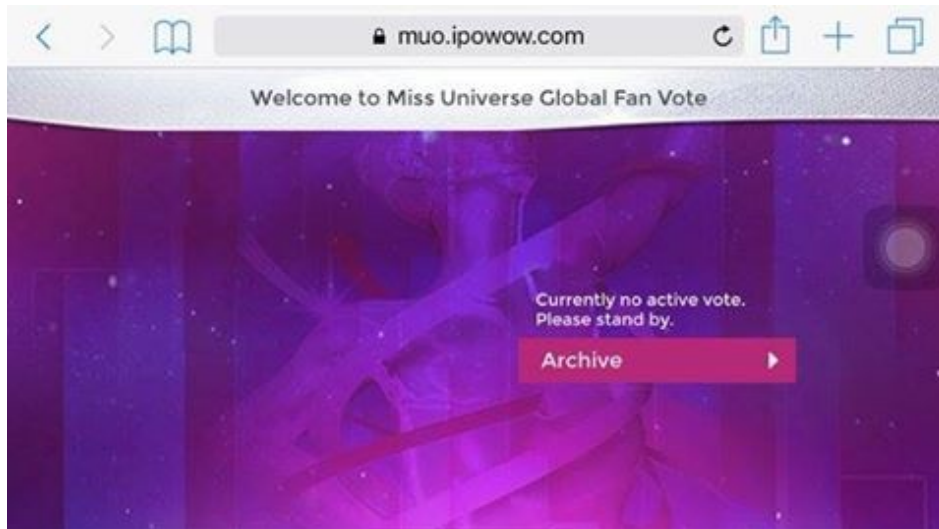 muo.ipowow.com
Welcome to Miss Universe Global Fan Vote
Currently no active vote.
Please stand by.
Archive